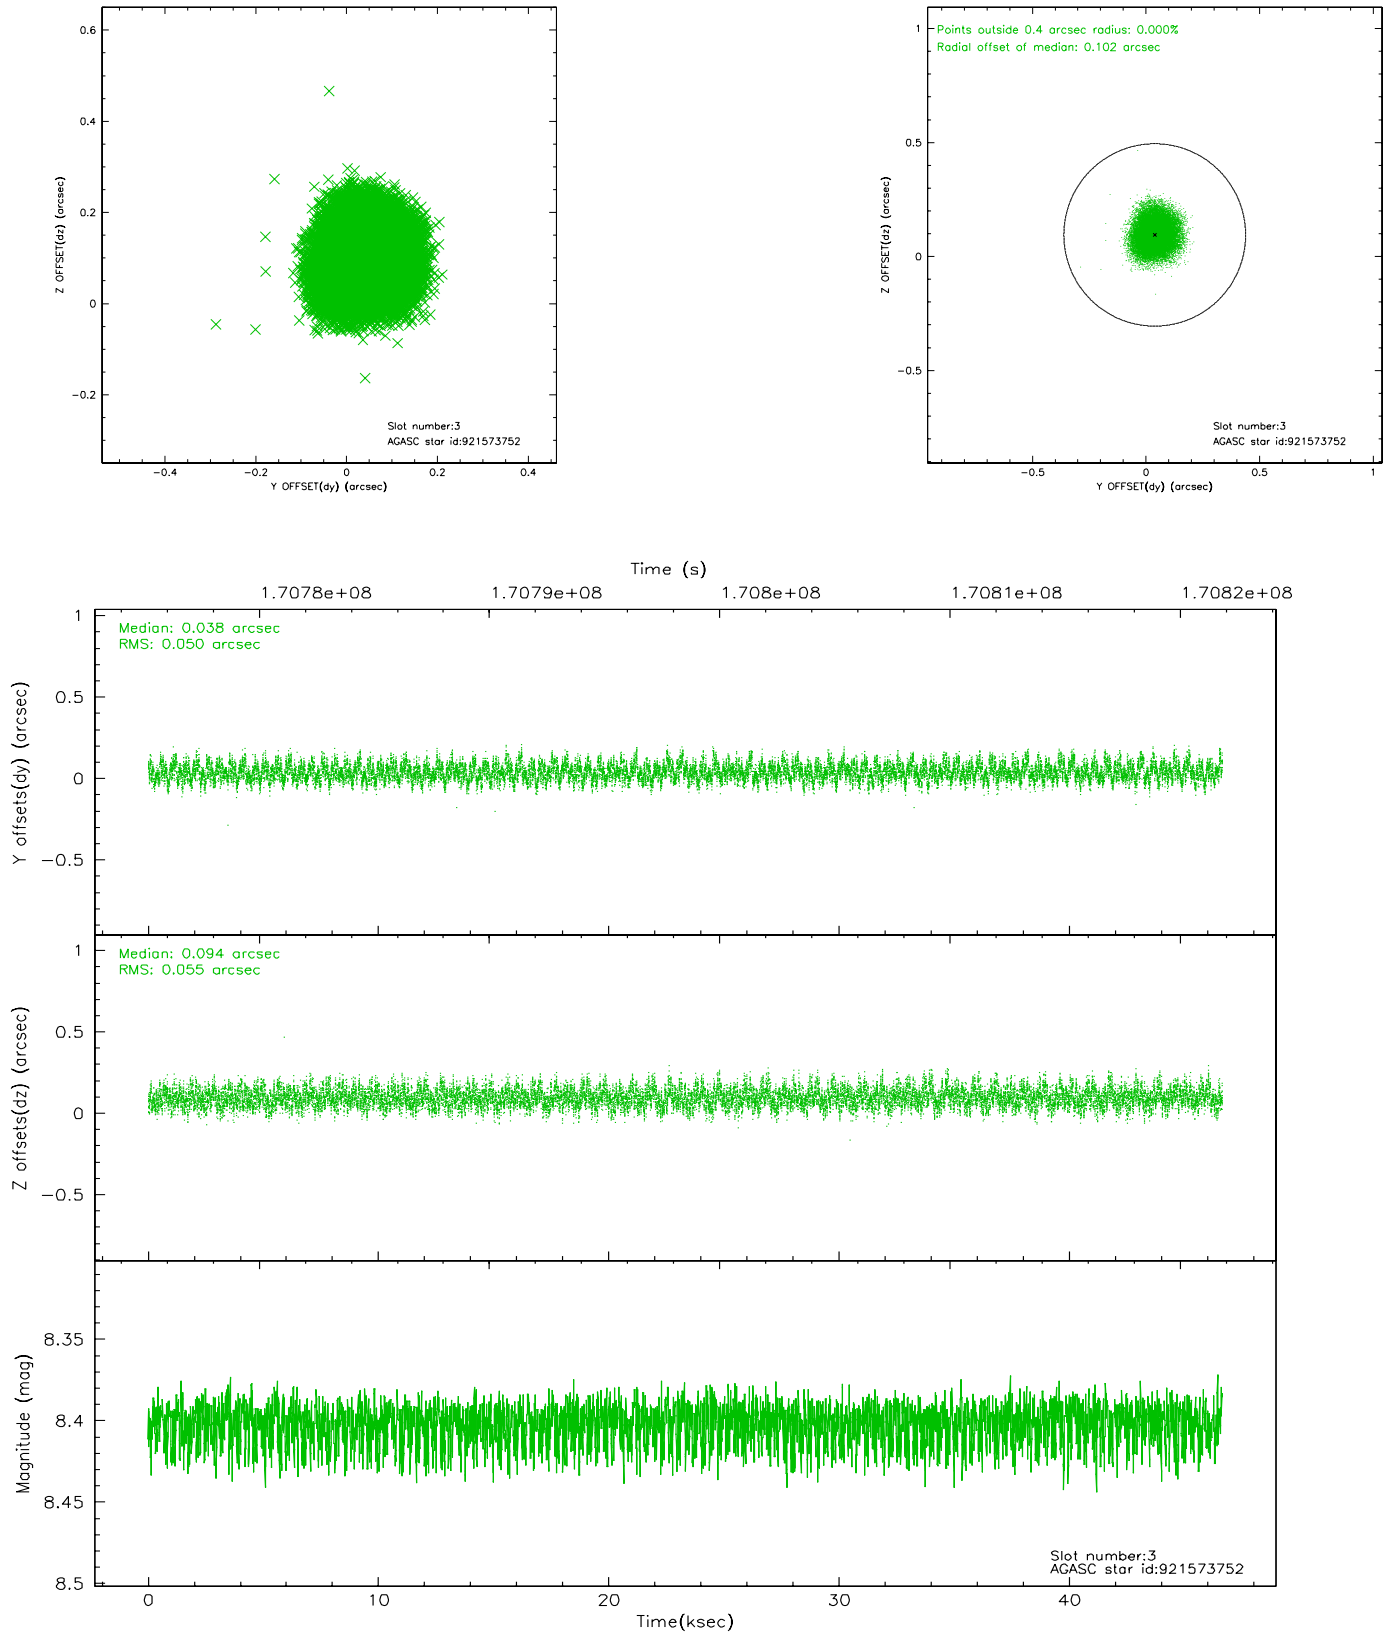 0.6
0.4
0.2
0
−0.2
Z OFFSET(dz) (arcsec)
−0.4
−0.2
0
0.2
0.4
Y OFFSET(dy) (arcsec)
Slot number:3
AGASC star id:921573752
Points outside 0.4 arcsec radius: 0.000%
Radial offset of median: 0.102 arcsec
1
0.5
0
−0.5
Z OFFSET(dz) (arcsec)
−0.5
0
0.5
1
Y OFFSET(dy) (arcsec)
Slot number:3
AGASC star id:921573752
Time (s)
1.7078e+08
1.7079e+08
1.708e+08
1.7081e+08
1.7082e+08
Median: 0.038 arcsec
RMS: 0.050 arcsec
1
0.5
0
−0.5
Y offsets(dy) (arcsec)
Median: 0.094 arcsec
RMS: 0.055 arcsec
1
0.5
0
−0.5
Z offsets(dz) (arcsec)
8.35
8.4
8.45
8.5
Magnitude (mag)
Slot number:3
AGASC star id:921573752
0
10
20
30
40
Time(ksec)